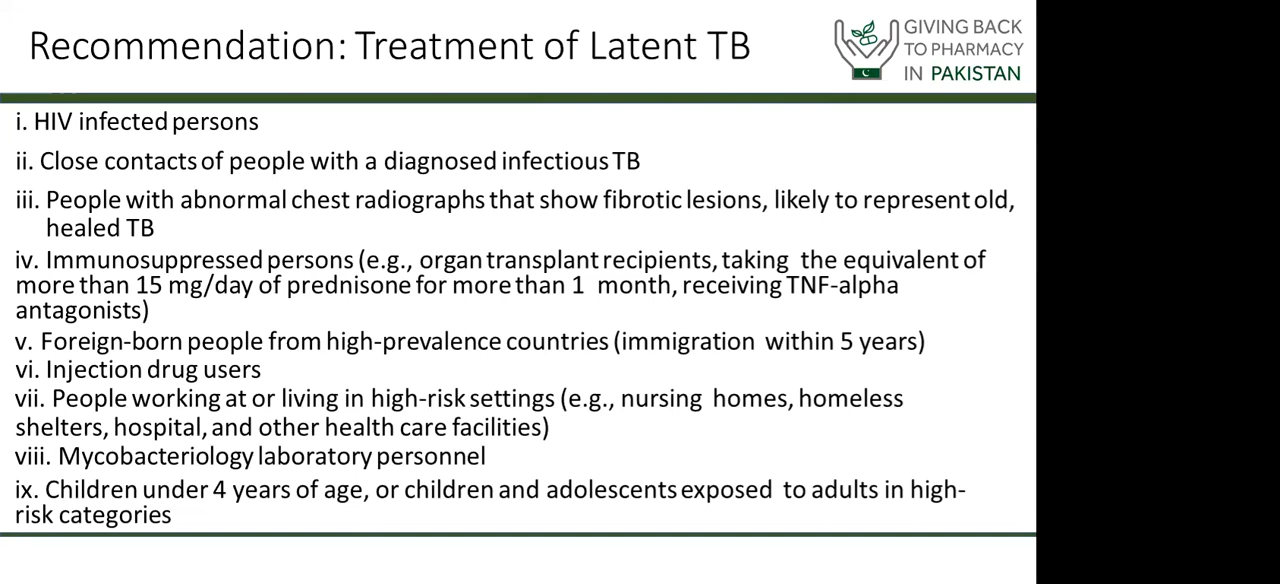 Recommendation: Treatment of Latent TB
GIVING BACK
TO PHARMACY
IN PAKISTAN
i. HIV infected persons
ii. Close contacts of people with a diagnosed infectious TB
iii. People with abnormal chest radiographs that show fibrotic lesions, likely to represent old,
healed TB
iv. Immunosuppressed persons (e.g., organ transplant recipients, taking the equivalent of
more than 15 mg/day of prednisone for more than 1 month, receiving TNF-alpha
antagonists)
v. Foreign-born people from high-prevalence countries (immigration within 5 years)
vi. Injection drug users
vii. People working at or living in high-risk settings (e.g., nursing homes, homeless
shelters, hospital, and other health care facilities)
viii. Mycobacteriology laboratory personnel
ix. Children under 4 years of age, or children and adolescents exposed to adults in high-
risk categories